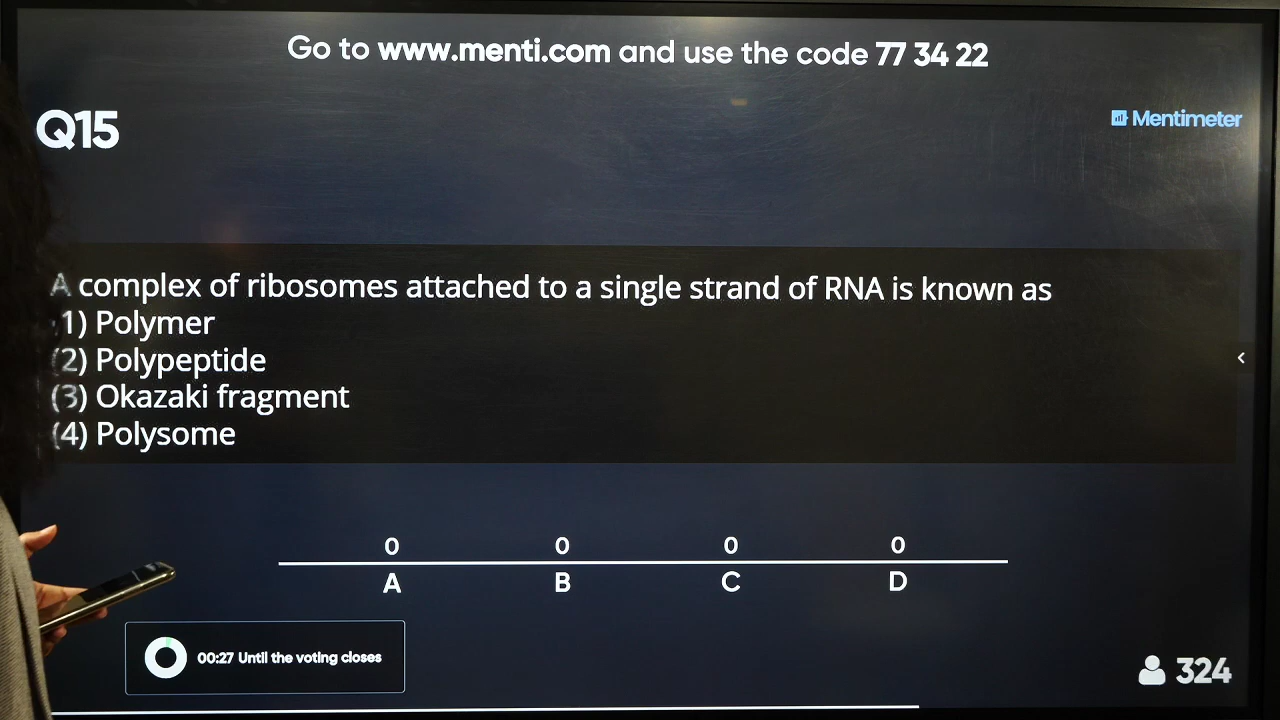 Go to www.menti.com and use the code 77 34 22
Q15
Mentimeter
A complex of ribosomes attached to a single strand of RNA is known as
(1) Polymer
(2) Polypeptide
(3) Okazaki fragment
(4) Polysome
0 0 0 0
A B C D
00:27 Until the voting closes
324